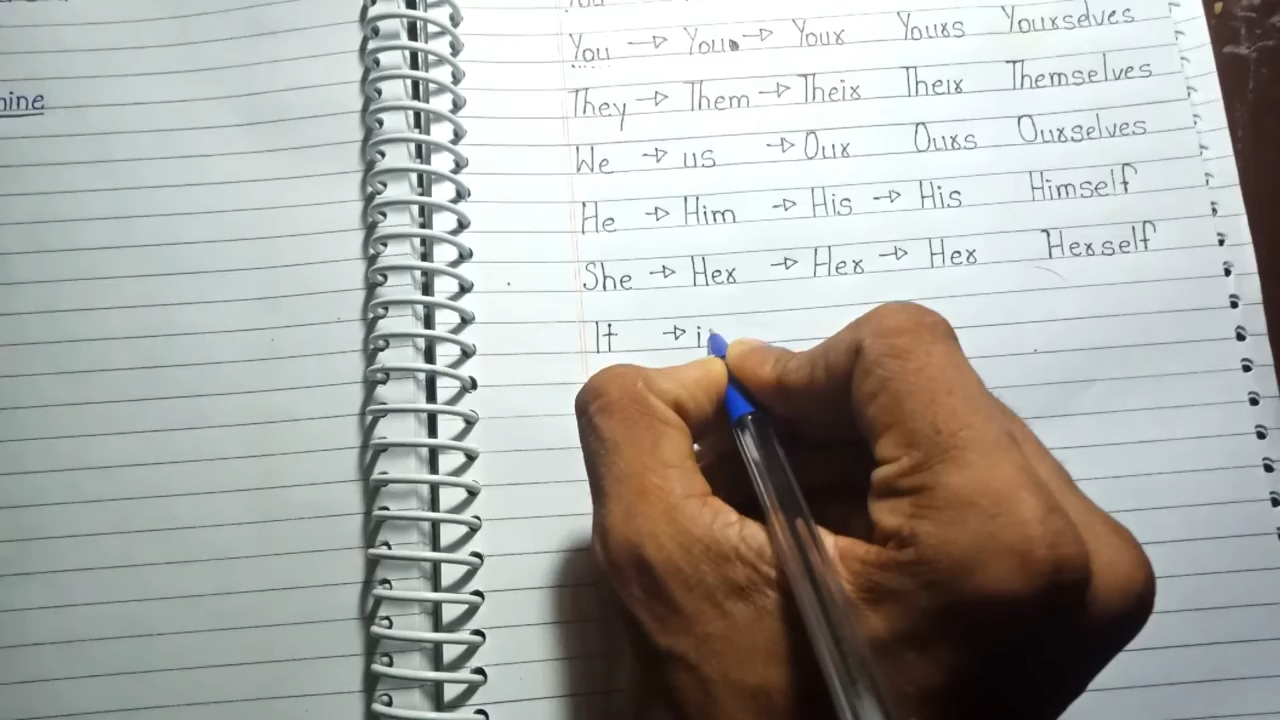 You → You → Your Yours Yourselves
They → Them → Their Their Themselves
We → us → Our Ours Ourselves
He → Him → His → His Himself
She → Her → Her → Her Herself
It →